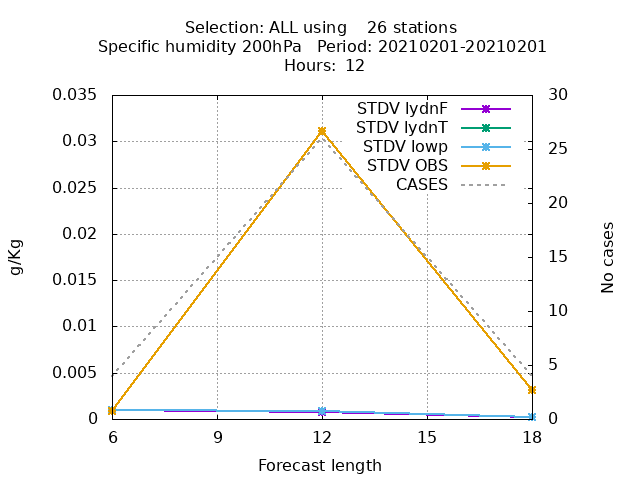 Selection: ALL using    26 stations
Specific humidity 200hPa   Period: 20210201-20210201
Hours: 12
0.035
0.03
0.025
0.02
0.015
0.01
0.005
0
g/Kg
STDV lydnF
STDV lydnT
STDV lowp
STDV OBS
CASES
30
25
20
15
10
5
0
No cases
6 9 12 15 18
Forecast length